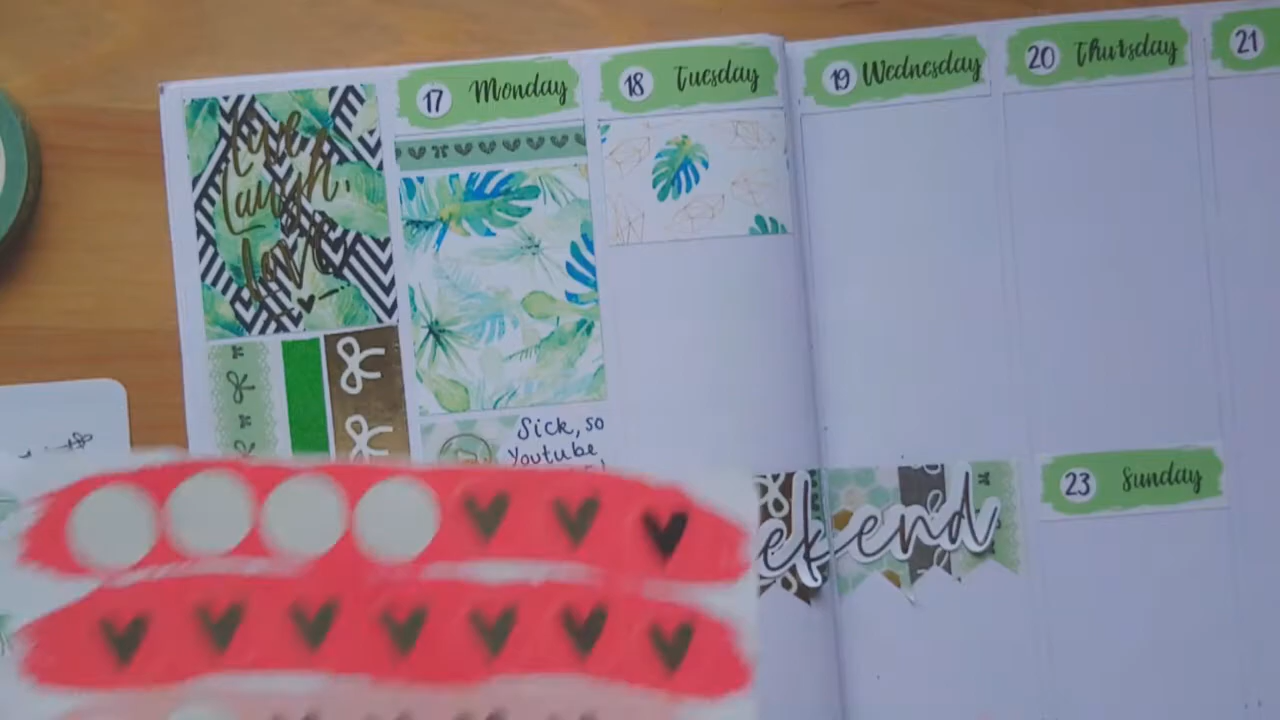 Live
Laugh,
Love
17 Monday
18 Tuesday
19 Wednesday
20 Thursday
21
Sick, so
Youtube
ekend
23 Sunday